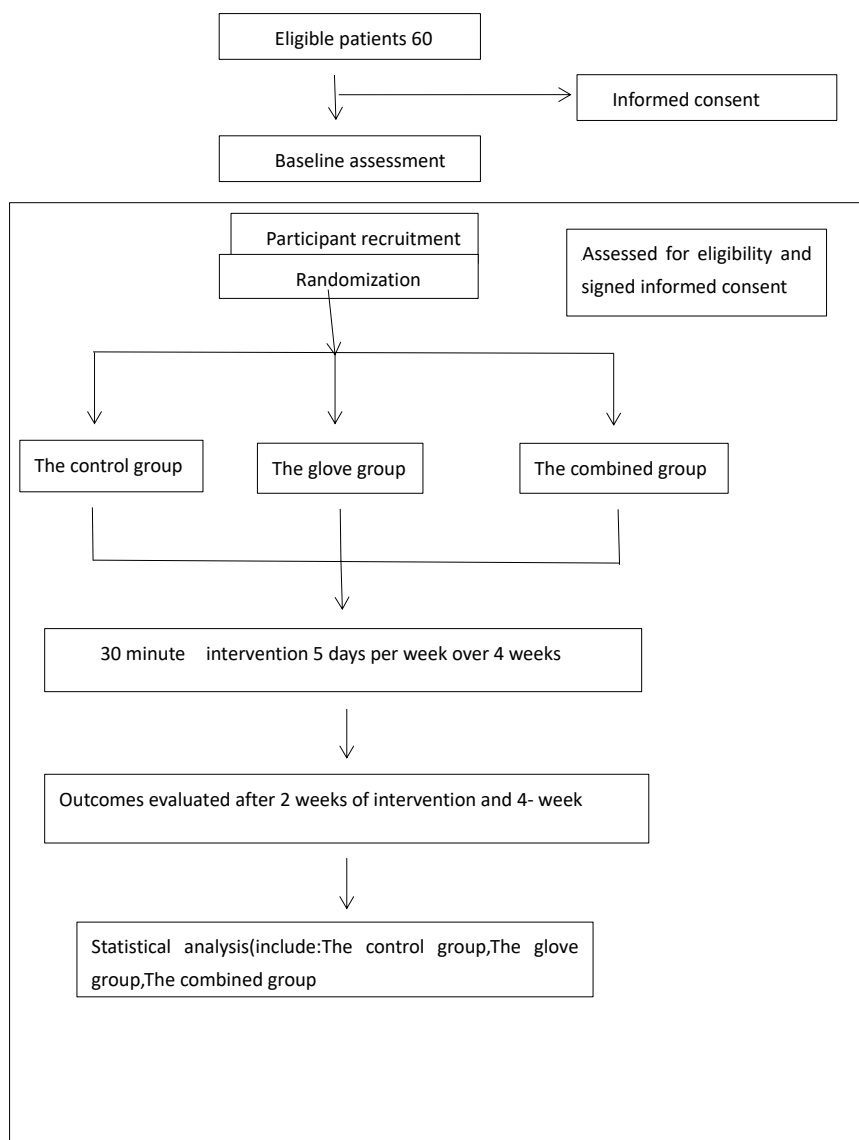 Eligible patients 60
Informed consent
Baseline assessment
Participant recruitment
Assessed for eligibility and
signed informed consent
Randomization
The control group
The glove group
The combined group
30 minute intervention 5 days per week over 4 weeks
Outcomes evaluated after 2 weeks of intervention and 4- week
Statistical analysis(include:The control group,The glove
group,The combined group